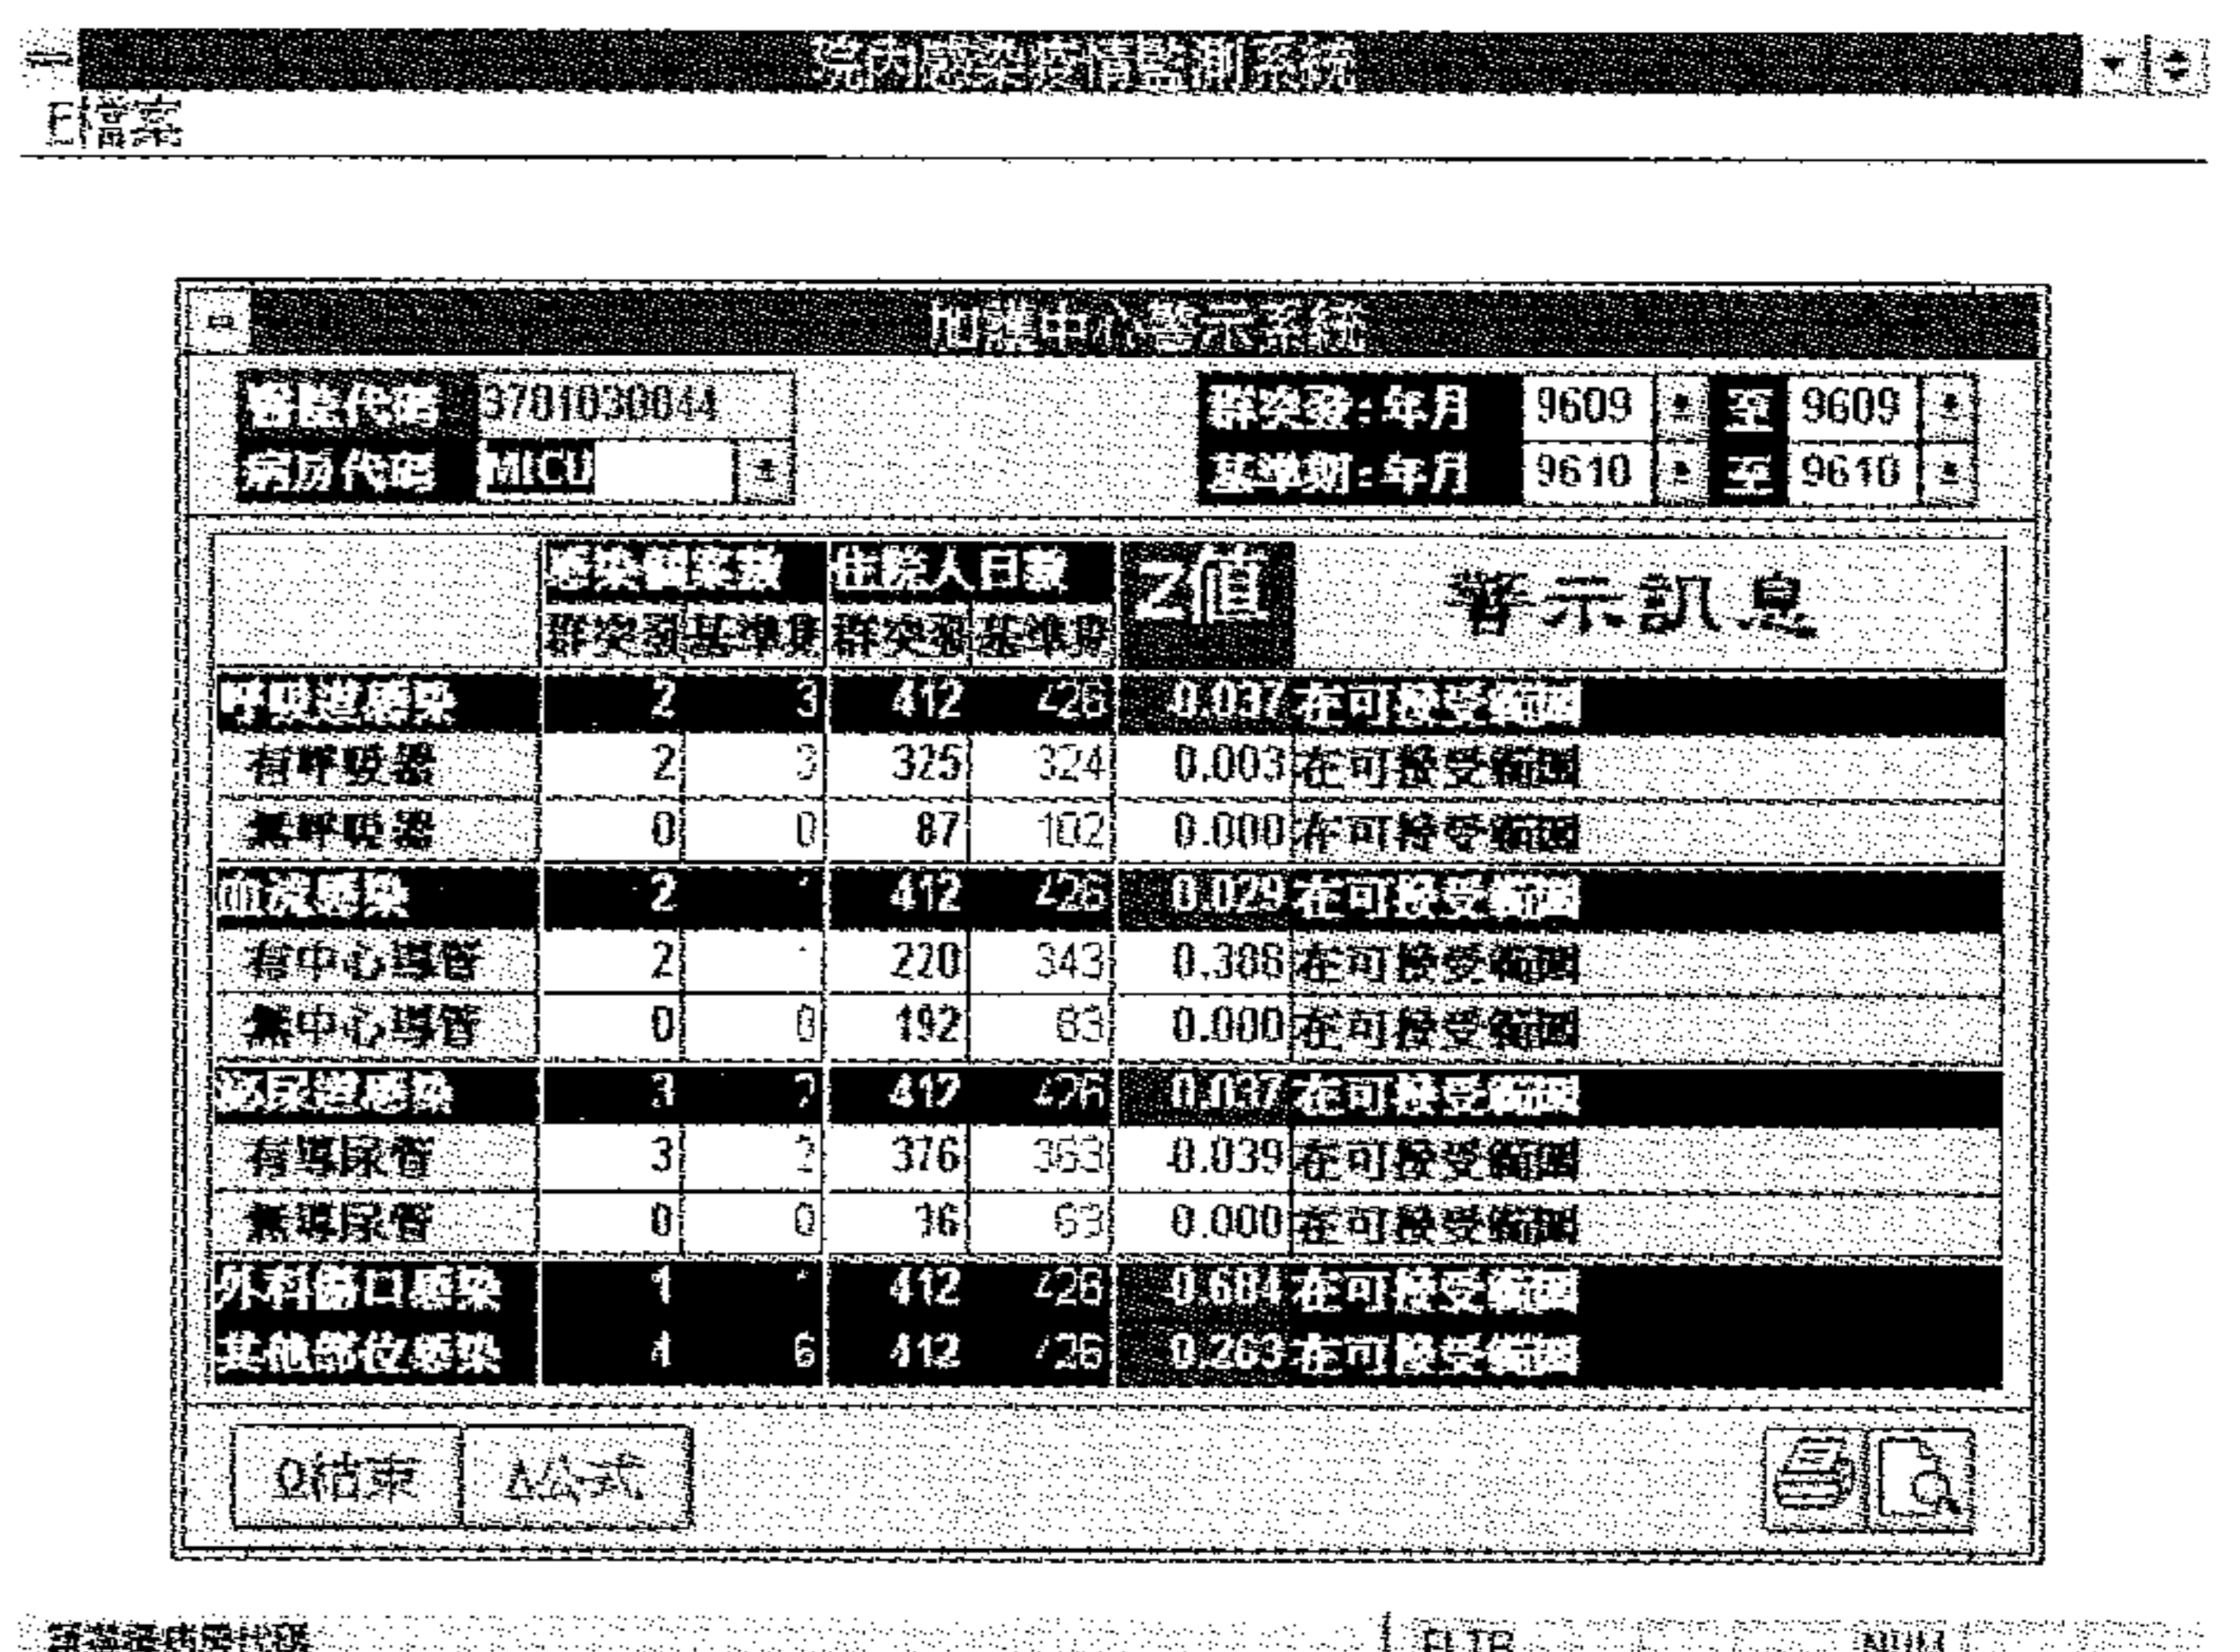 院內感染疫情監測系統
E檔案
加護中心警示系統
醫院代碼 3701030044 群突發:年月 9609 至 9609
病房代碼 MICU 基準期:年月 9610 至 9610
感染個案數 住院人日數 Z值 警示訊息
群突發 基準期 群突發 基準期
呼吸道感染 2 3 412 426 -0.037 在可接受範圍
有呼吸器 2 3 325 324 0.003 在可接受範圍
無呼吸器 0 0 87 102 0.000 在可接受範圍
血流感染 2 412 426 0.029 在可接受範圍
有中心導管 2 220 343 0.306 在可接受範圍
無中心導管 0 0 192 83 0.000 在可接受範圍
泌尿道感染 3 2 412 426 0.037 在可接受範圍
有導尿管 3 2 376 363 -0.039 在可接受範圍
無導尿管 0 0 36 63 0.000 在可接受範圍
外科傷口感染 1 412 426 -0.684 在可接受範圍
其他部位感染 4 6 412 426 0.263 在可接受範圍
Q結束 A公式